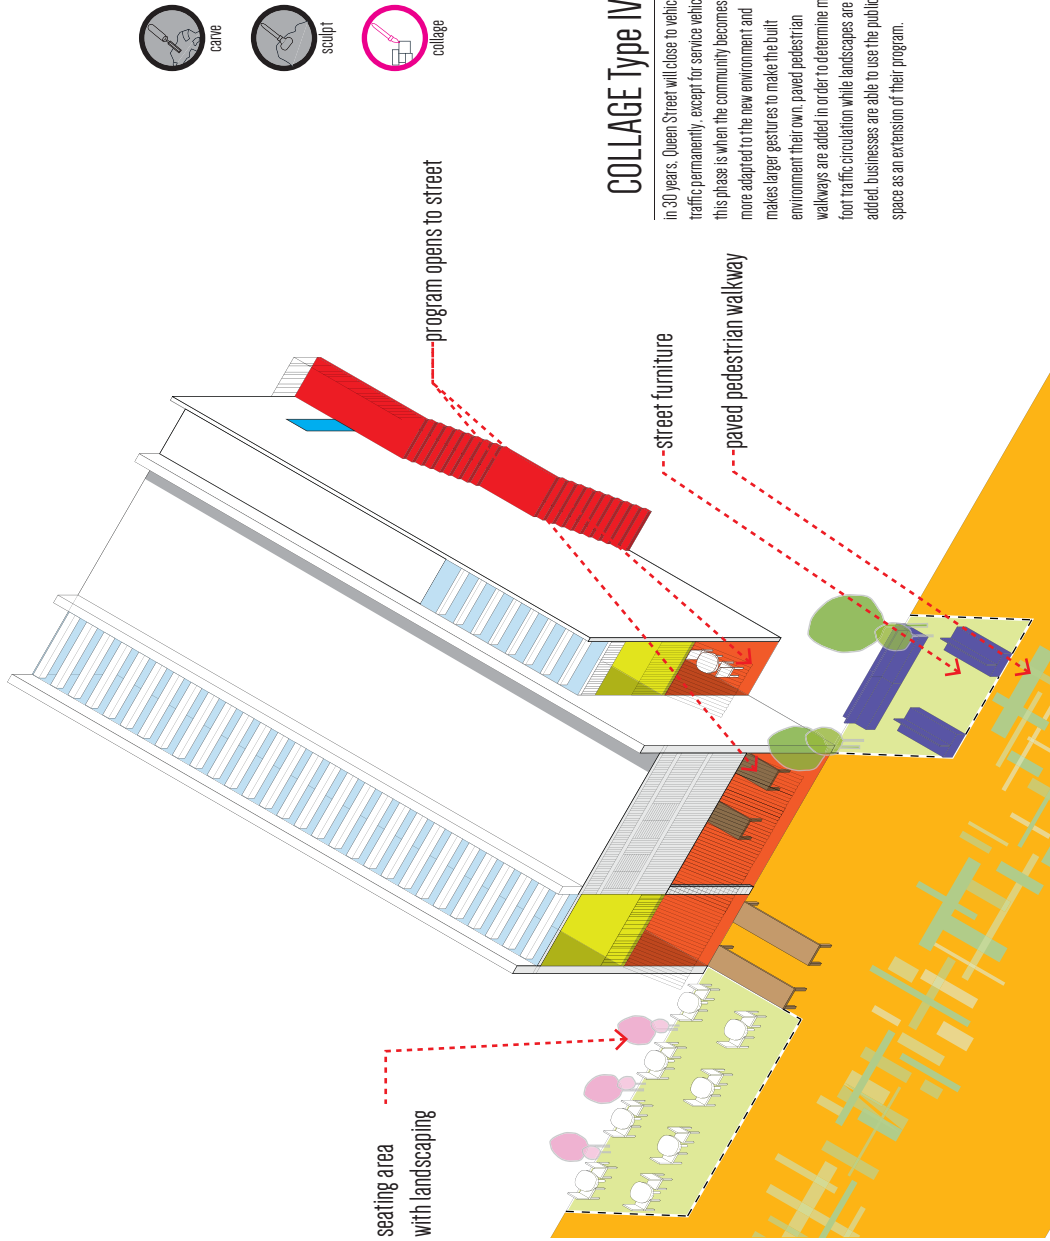 carve
sculpt
collage
COLLAGE Type IV
in 30 years, Queen Street will close to
traffic permanently, except for service
this phase is when the community becomes
more adapted to the new environment and
makes larger gestures to make the built
environment their own. paved pedestrian
walkways are added in order to determine
foot traffic circulation while landscapes are
added. businesses are able to use the public
space as an extension of their program.
program opens to street
street furniture
paved pedestrian walkway
seating area
with landscaping